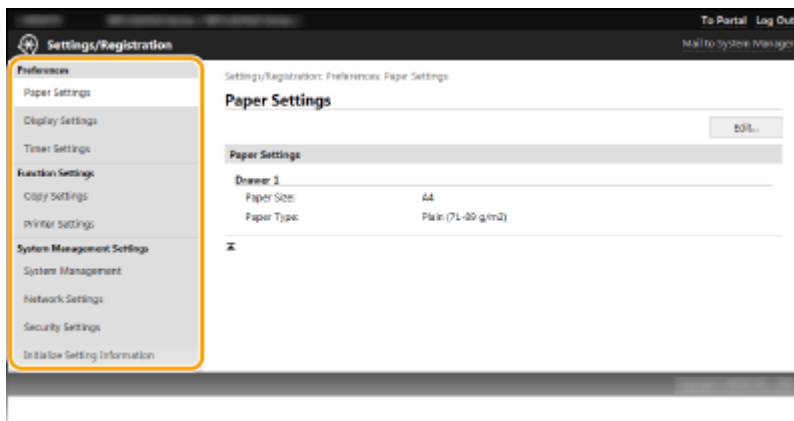 To Portal Log Out
Settings/Registration
Mail to System Manager
Preferences
Paper Settings
Display Settings
Timer Settings
Function Settings
Copy Settings
Printer Settings
System Management Settings
System Management
Network Settings
Security Settings
Initialize Setting Information
Settings/Registration: Preferences: Paper Settings
Paper Settings
Edit...
Paper Settings
Drawer 1
Paper Size: A4
Paper Type: Plain (71-89 g/m2)